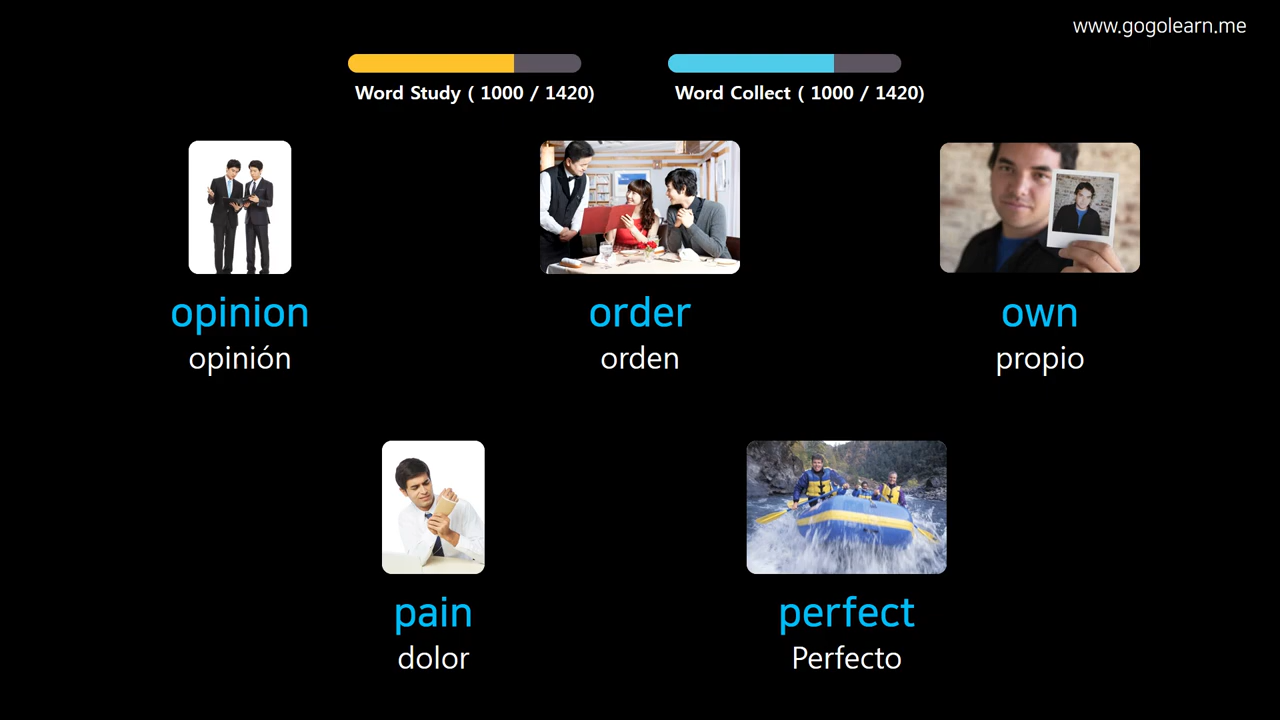 www.gogolearn.me
Word Study ( 1000 / 1420)
Word Collect ( 1000 / 1420)
opinion
opinión
order
orden
own
propio
pain
dolor
perfect
Perfecto